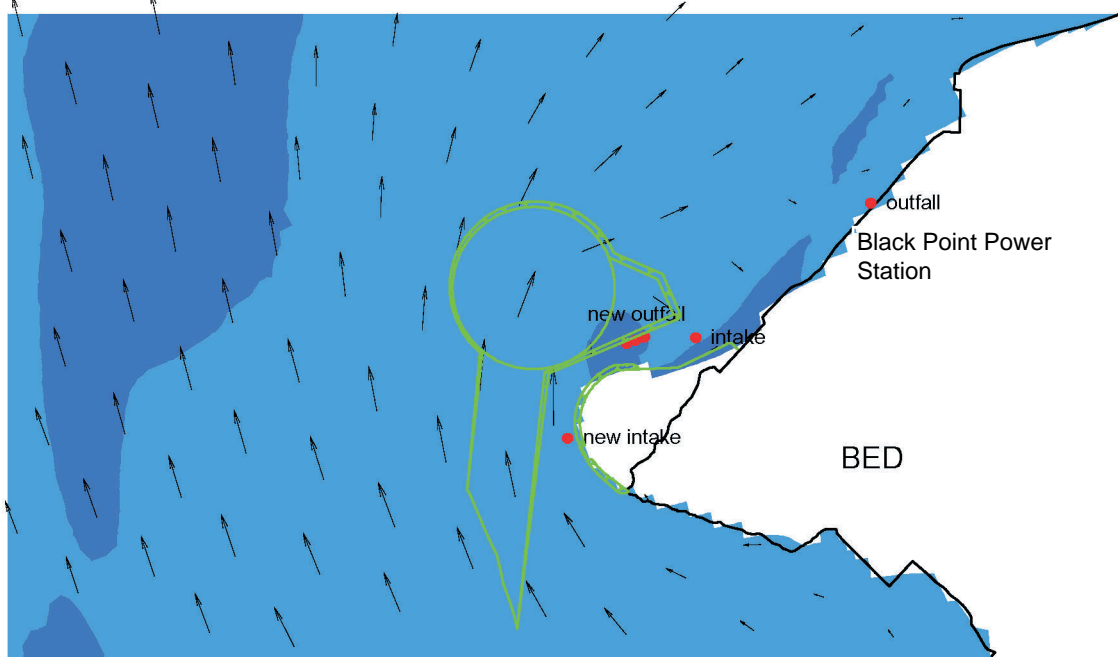 outfall
Black Point Power
Station
new outfall
intake
new intake
BED